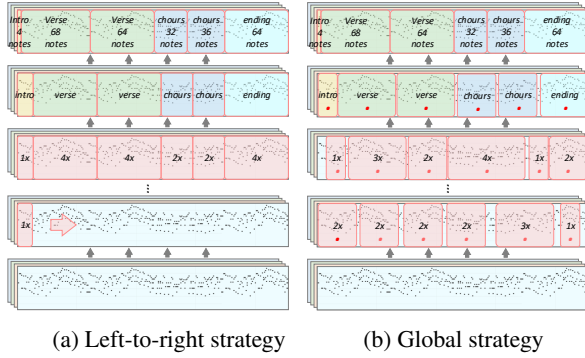 Intro Verse Verse chours chours ending
4 68 64 32 36 64
notes notes notes notes notes notes
intro verse verse chours chours ending
1x 4x 4x 2x 2x 4x
...
1x
(a) Left-to-right strategy
Intro Verse Verse chours chours ending
4 68 64 32 36 64
notes notes notes notes notes notes
intro verse verse chours chours ending
1x 3x 2x 4x 1x 2x
...
2x 2x 2x 2x 3x 1x
(b) Global strategy